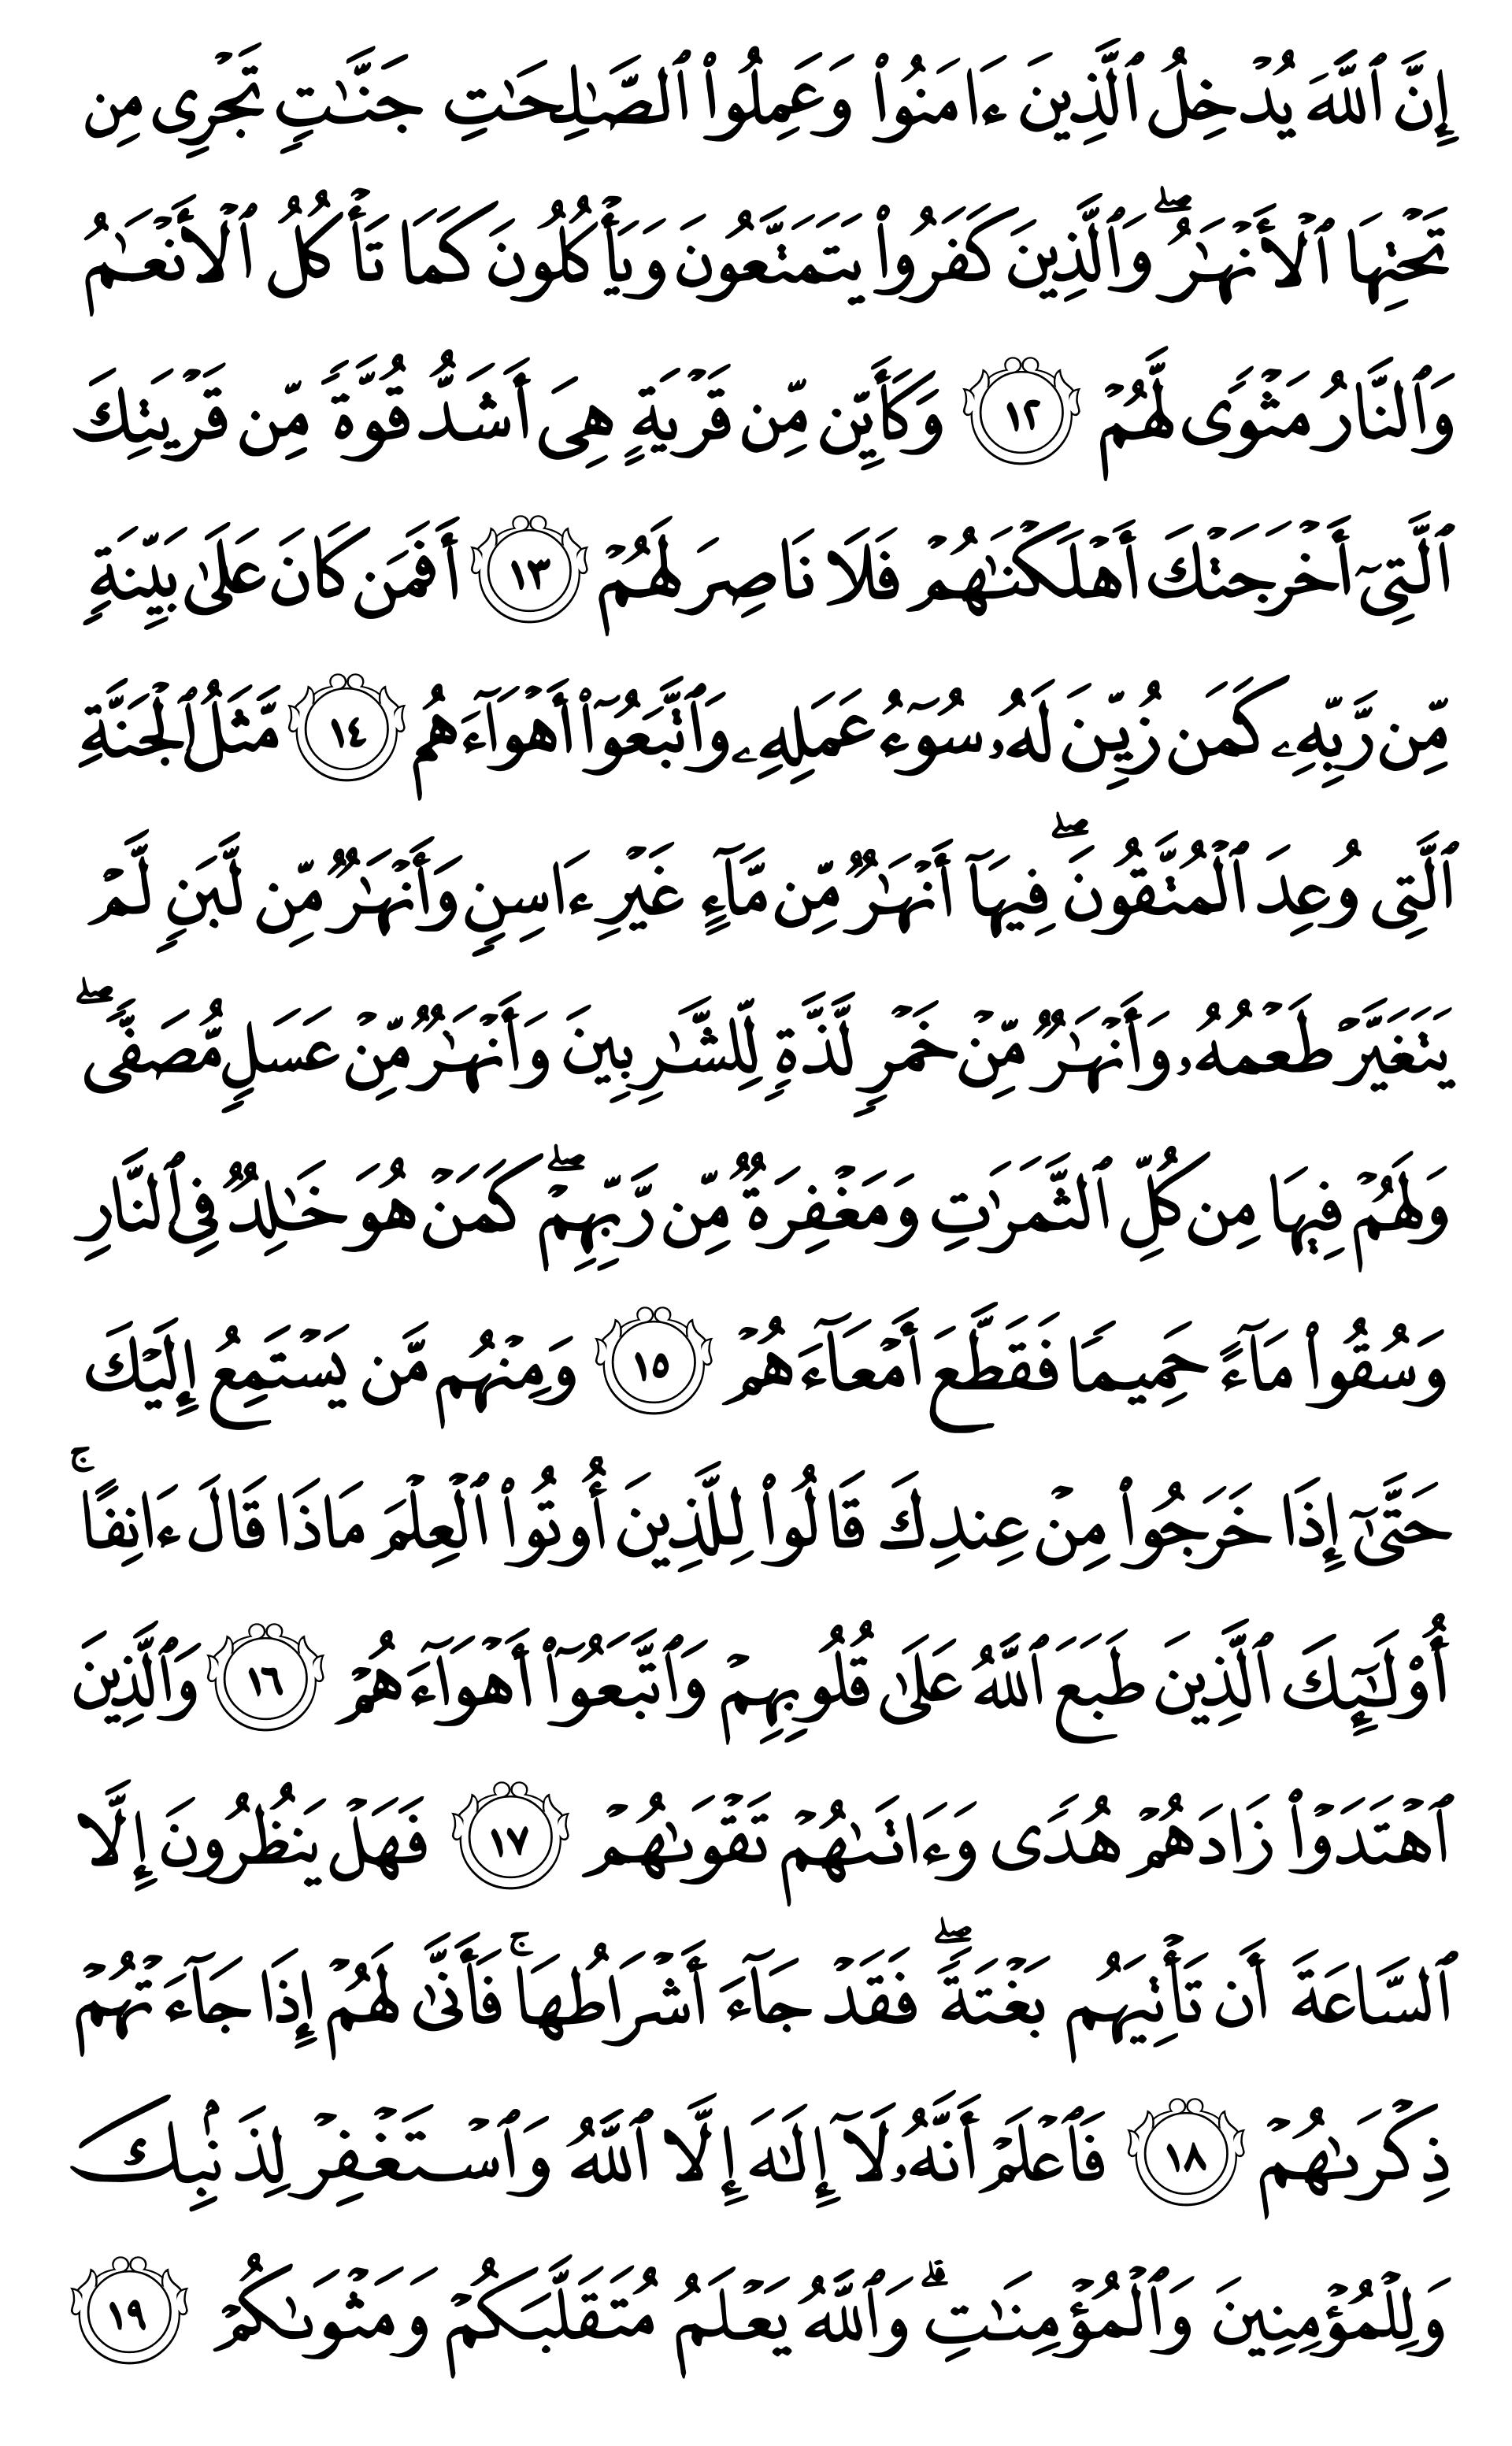 إِنَّ ٱللَّهَ يُدۡخِلُ ٱلَّذِينَ ءَامَنُواْ وَعَمِلُواْ ٱلصَّٰلِحَٰتِ جَنَّٰتٖ تَجۡرِي مِن
تَحۡتِهَا ٱلۡأَنۡهَٰرُۖ وَٱلَّذِينَ كَفَرُواْ يَتَمَتَّعُونَ وَيَأۡكُلُونَ كَمَا تَأۡكُلُ ٱلۡأَنۡعَٰمُ
وَٱلنَّارُ مَثۡوٗى لَّهُمۡ ١٢ وَكَأَيِّن مِّن قَرۡيَةٍ هِيَ أَشَدُّ قُوَّةٗ مِّن قَرۡيَتِكَ
ٱلَّتِيٓ أَخۡرَجَتۡكَ أَهۡلَكۡنَٰهُمۡ فَلَا نَاصِرَ لَهُمۡ ١٣ أَفَمَن كَانَ عَلَىٰ بَيِّنَةٖ
مِّن رَّبِّهِۦ كَمَن زُيِّنَ لَهُۥ سُوٓءُ عَمَلِهِۦ وَٱتَّبَعُوٓاْ أَهۡوَآءَهُم ١٤ مَّثَلُ ٱلۡجَنَّةِ
ٱلَّتِي وُعِدَ ٱلۡمُتَّقُونَۖ فِيهَآ أَنۡهَٰرٞ مِّن مَّآءٍ غَيۡرِ ءَاسِنٖ وَأَنۡهَٰرٞ مِّن لَّبَنٖ لَّمۡ
يَتَغَيَّرۡ طَعۡمُهُۥ وَأَنۡهَٰرٞ مِّنۡ خَمۡرٖ لَّذَّةٖ لِّلشَّٰرِبِينَ وَأَنۡهَٰرٞ مِّنۡ عَسَلٖ مُّصَفّٗىۖ
وَلَهُمۡ فِيهَا مِن كُلِّ ٱلثَّمَرَٰتِ وَمَغۡفِرَةٞ مِّن رَّبِّهِمۡۖ كَمَنۡ هُوَ خَٰلِدٞ فِي ٱلنَّارِ
وَسُقُواْ مَآءً حَمِيمٗا فَقَطَّعَ أَمۡعَآءَهُمۡ ١٥ وَمِنۡهُم مَّن يَسۡتَمِعُ إِلَيۡكَ
حَتَّىٰٓ إِذَا خَرَجُواْ مِنۡ عِندِكَ قَالُواْ لِلَّذِينَ أُوتُواْ ٱلۡعِلۡمَ مَاذَا قَالَ ءَانِفًاۚ
أُوْلَٰٓئِكَ ٱلَّذِينَ طَبَعَ ٱللَّهُ عَلَىٰ قُلُوبِهِمۡ وَٱتَّبَعُوٓاْ أَهۡوَآءَهُمۡ ١٦ وَٱلَّذِينَ
ٱهۡتَدَوۡاْ زَادَهُمۡ هُدٗى وَءَاتَىٰهُمۡ تَقۡوَىٰهُمۡ ١٧ فَهَلۡ يَنظُرُونَ إِلَّا
ٱلسَّاعَةَ أَن تَأۡتِيَهُم بَغۡتَةٗۖ فَقَدۡ جَآءَ أَشۡرَاطُهَاۚ فَأَنَّىٰ لَهُمۡ إِذَا جَآءَتۡهُمۡ
ذِكۡرَىٰهُمۡ ١٨ فَٱعۡلَمۡ أَنَّهُۥ لَآ إِلَٰهَ إِلَّا ٱللَّهُ وَٱسۡتَغۡفِرۡ لِذَنۢبِكَ
وَلِلۡمُؤۡمِنِينَ وَٱلۡمُؤۡمِنَٰتِۗ وَٱللَّهُ يَعۡلَمُ مُتَقَلَّبَكُمۡ وَمَثۡوَىٰكُمۡ ١٩